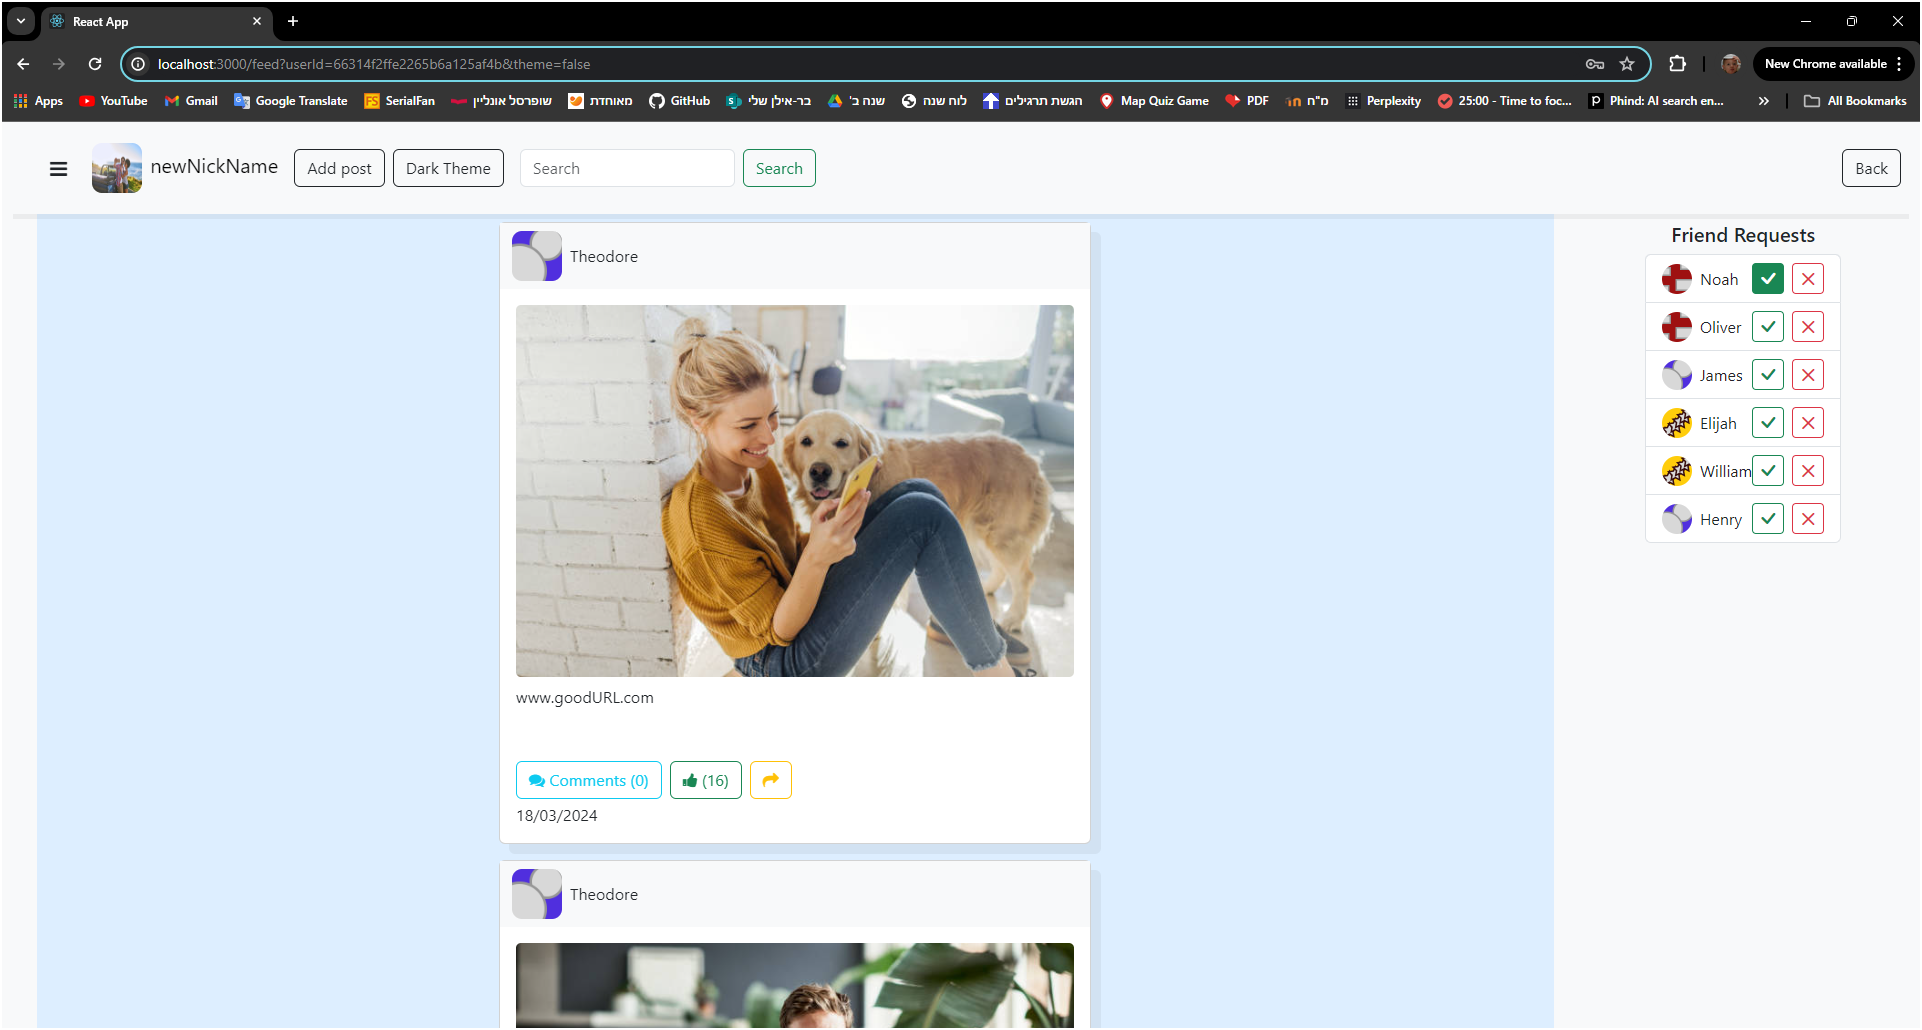 React App
localhost:3000/feed?userId=66314f2ffe2265b6a125af4b&theme=false
New Chrome available
Apps YouTube Gmail Google Translate SerialFan שופרסל אונליין מאוחדת GitHub בר-אילן שלי שנה ב' לוח שנה הגשת תרגילים Map Quiz Game PDF מ"ח Perplexity 25:00 - Time to foc... Phind: AI search en... All Bookmarks
newNickName Add post Dark Theme Search Search Back
Theodore
www.goodURL.com
Comments (0) (16)
18/03/2024
Theodore
Friend Requests
Noah
Oliver
James
Elijah
William
Henry